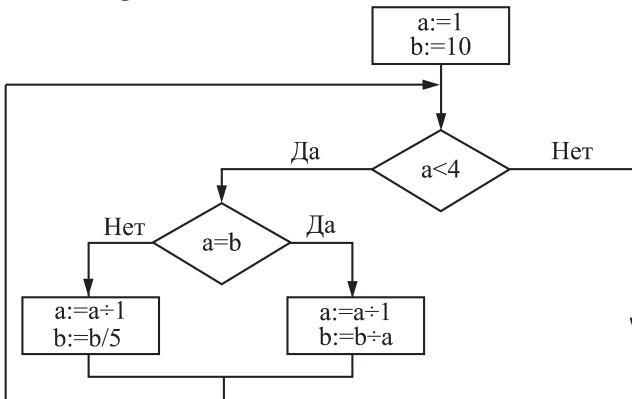 a:=1
b:=10
Да
a<4
Нет
Нет
a=b
Да
a:=a÷1
b:=b/5
a:=a÷1
b:=b÷a